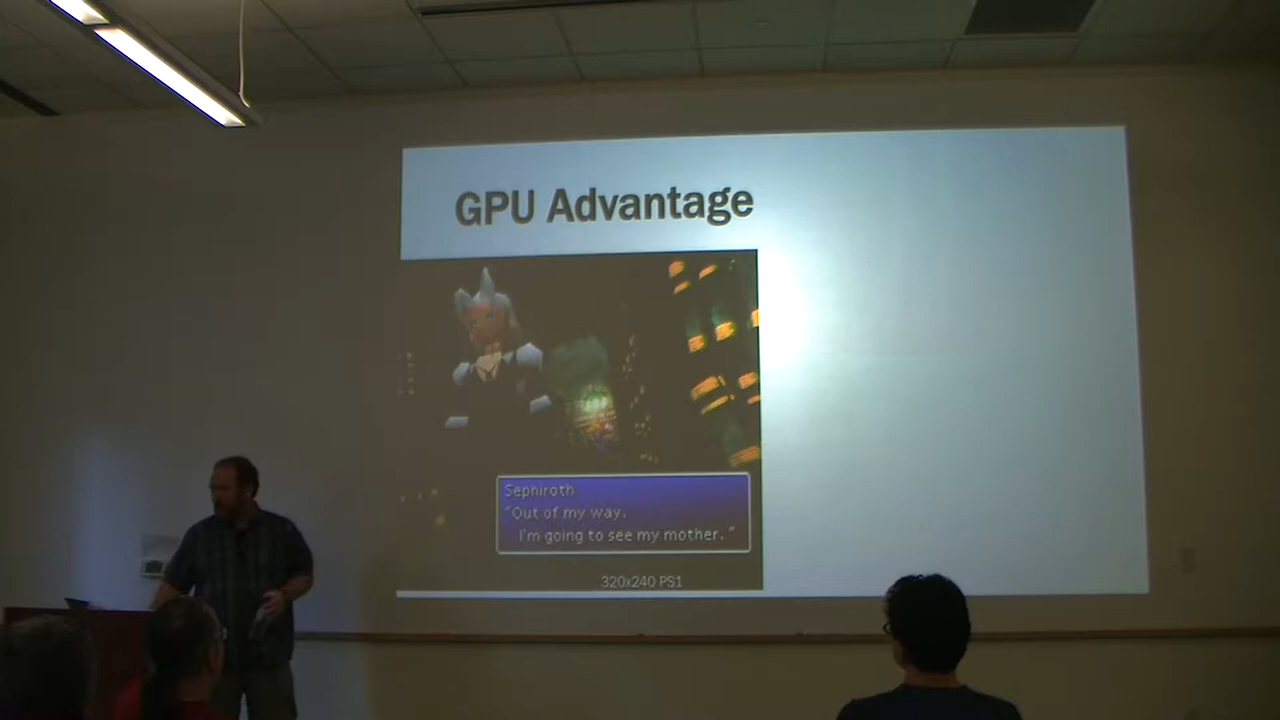 GPU Advantage
Sephiroth
"Out of my way.
I'm going to see my mother. "
320x240 PS1